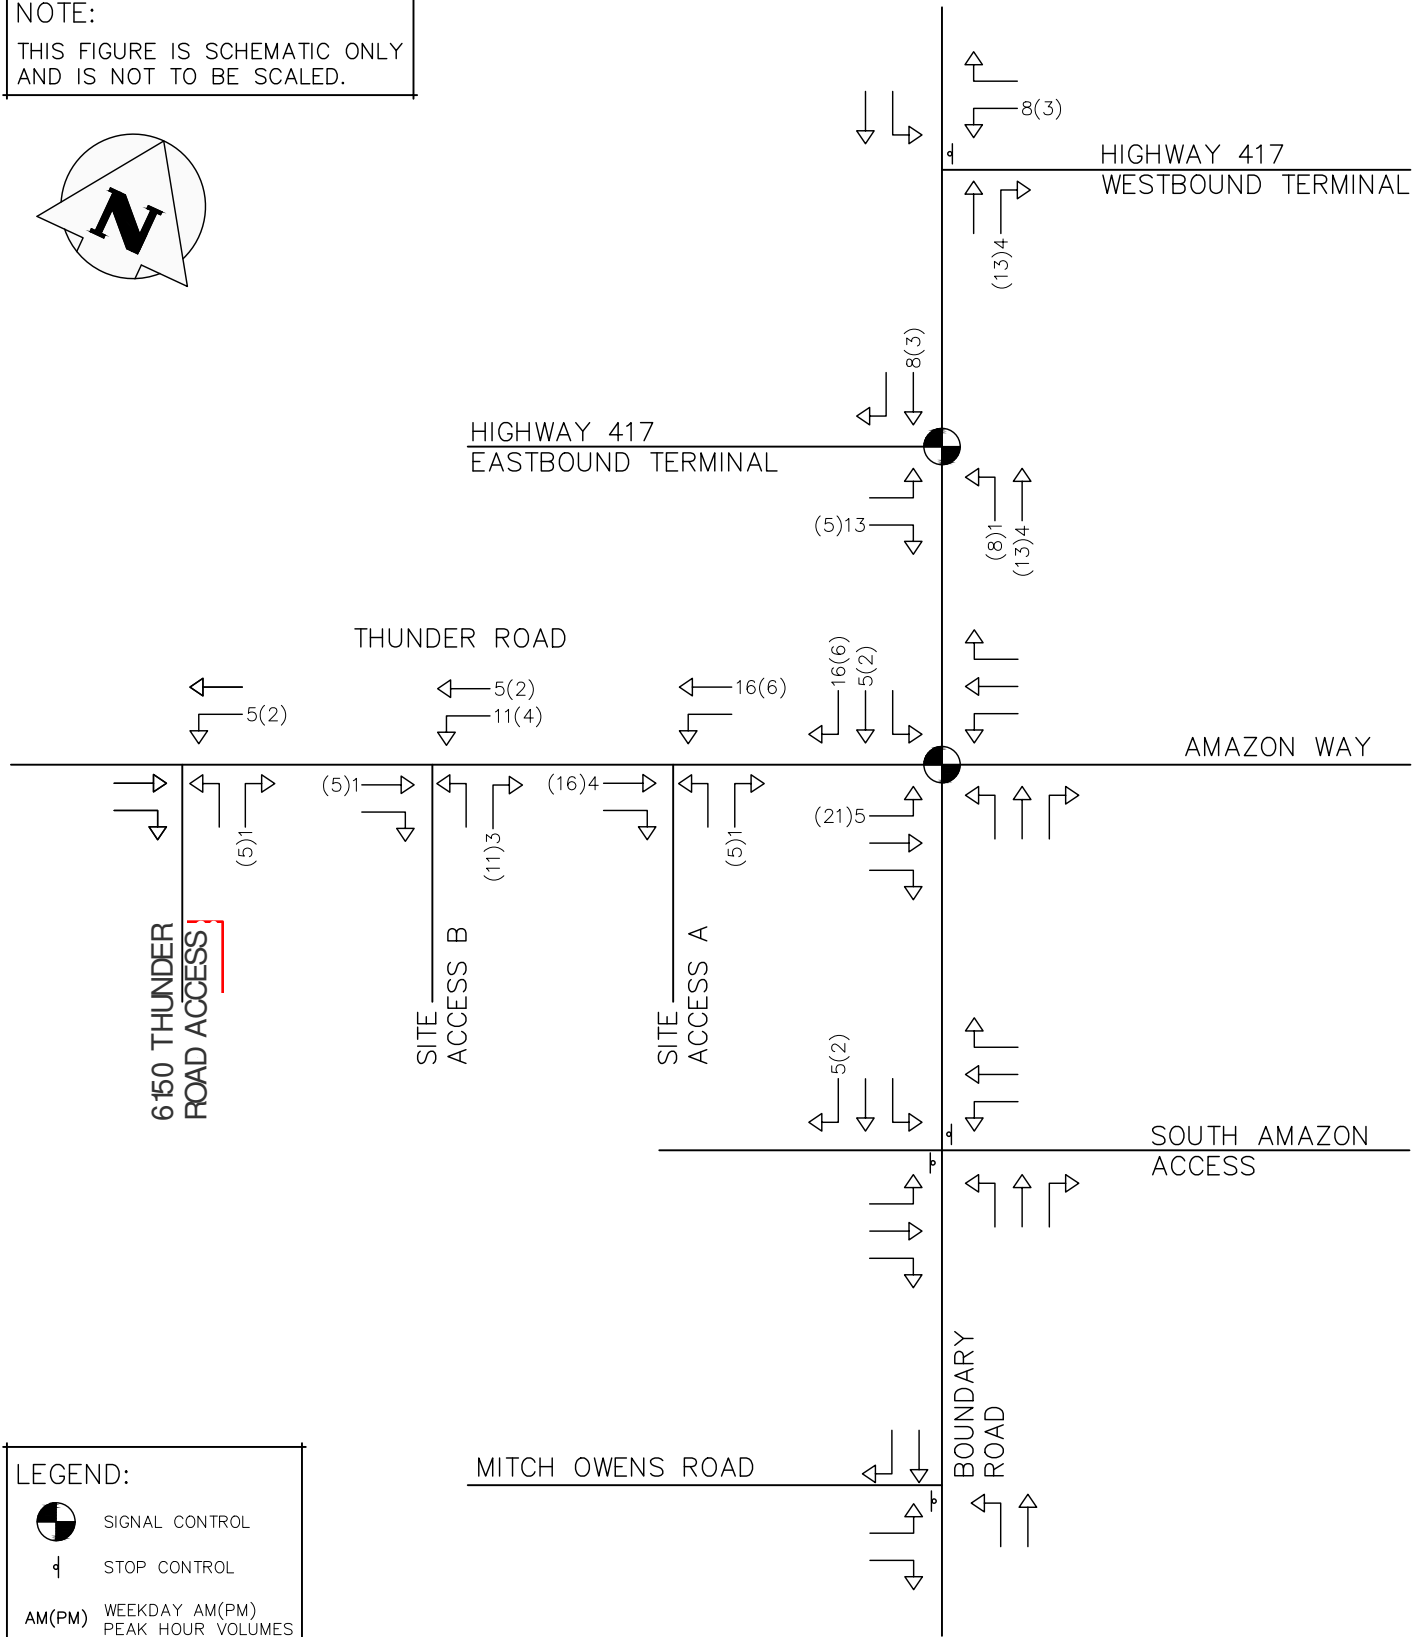 NOTE:
THIS FIGURE IS SCHEMATIC ONLY
AND IS NOT TO BE SCALED.
N
8(3)
HIGHWAY 417
WESTBOUND TERMINAL
(13)4
8(3)
HIGHWAY 417
EASTBOUND TERMINAL
(5)13
(8)1
(13)4
THUNDER ROAD
5(2)
5(2)
11(4)
16(6)
16(6)
5(2)
AMAZON WAY
(5)1
(5)1
(11)3
(16)4
(5)1
(21)5
6150 THUNDER
ROAD ACCESS
SITE
ACCESS B
SITE
ACCESS A
5(2)
SOUTH AMAZON
ACCESS
BOUNDARY
ROAD
MITCH OWENS ROAD
LEGEND:
SIGNAL CONTROL
STOP CONTROL
AM(PM) WEEKDAY AM(PM)
PEAK HOUR VOLUMES